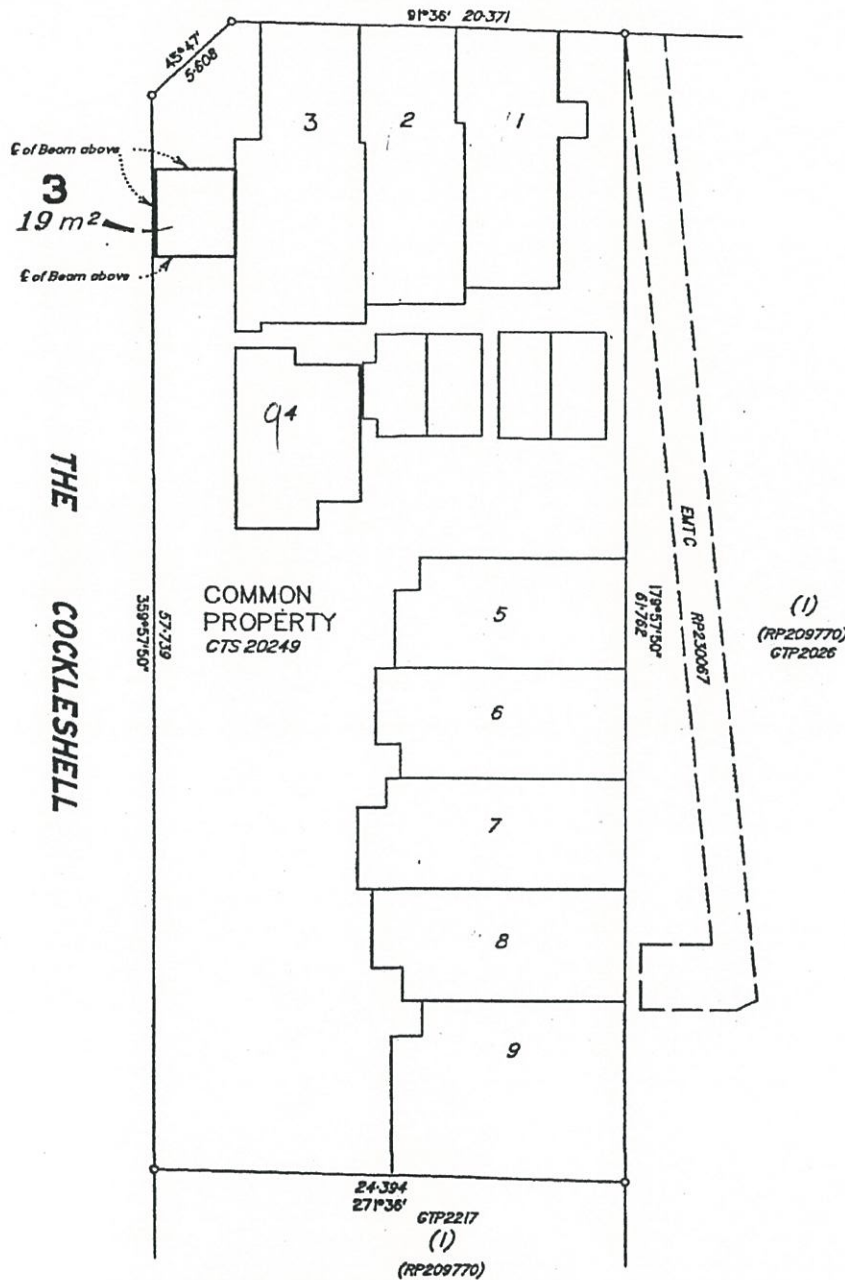 91°36' 20·371
43°47'
5·608
3
2
1
₵ of Beam above
3
19 m²
₵ of Beam above
94
THE COCKLESHELL
COMMON
PROPERTY
CTS 20249
359°57'50"
57·739
5
179°57'50"
61·762
EMT C RP230067
(1)
(RP209770)
GTP2026
6
7
8
9
24·394
271°36'
GTP2217
(1)
(RP209770)